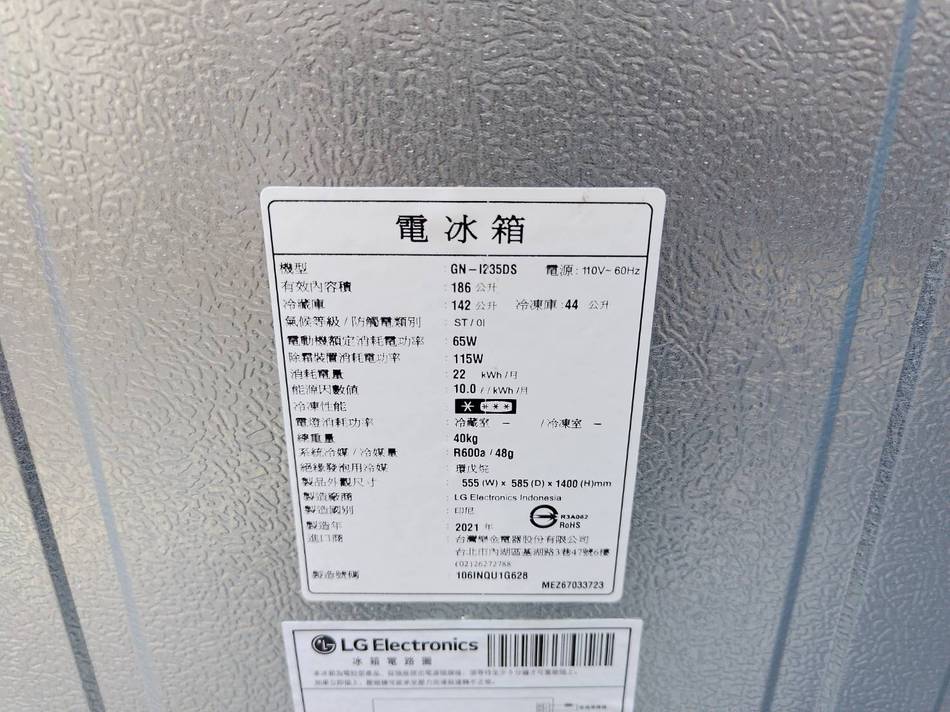 電冰箱
機型 : GN-I235DS 電源 : 110V~ 60Hz
有效內容積 : 186 公升
冷藏庫 : 142 公升 冷凍庫 : 44 公升
氣候等級 / 防觸電類別 : ST / 0I
電動機額定消耗電功率 : 65W
除霜裝置消耗電功率 : 115W
消耗電量 : 22 kWh /月
能源因數值 : 10.0 / / kWh /月
冷凍性能
電燈消耗功率 : 冷藏室 - / 冷凍室 -
總重量 : 40kg
系統冷媒 / 冷媒量 : R600a / 48g
絕緣發泡用冷媒 : 環戊烷
製品外觀尺寸 : 555 (W) x 585 (D) x 1400 (H)mm
製造廠商 : LG Electronics Indonesia
製造國別 : 印尼
R3A082
RoHS
製造年 : 2021 年
進口商 : 台灣樂金電器股份有限公司
台北市內湖區基湖路3巷47號6樓
(02)26272788
製造號碼 : 106INQU1G628
MEZ67033723
LG Electronics
冰箱電路圖